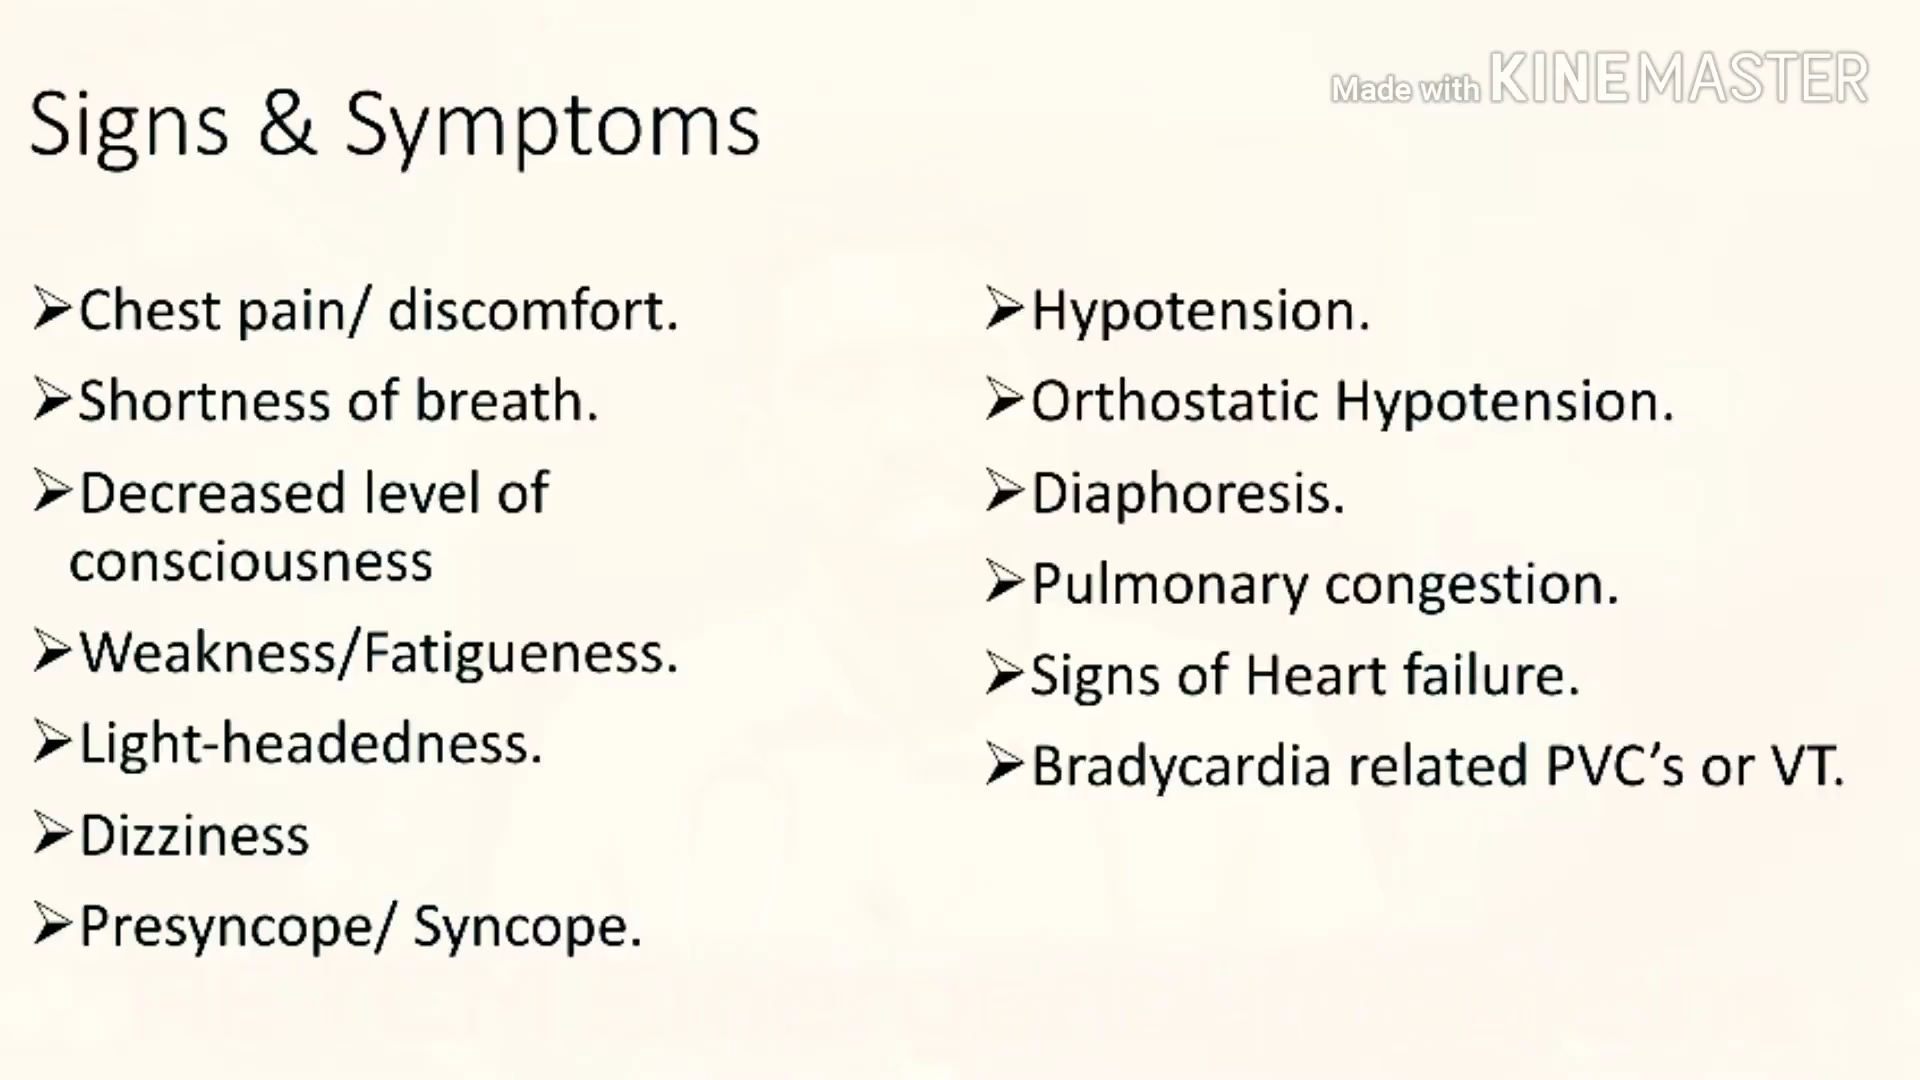 Made with KINEMASTER
Signs & Symptoms
➢Chest pain/ discomfort.
➢Shortness of breath.
➢Decreased level of
consciousness
➢Weakness/Fatigueness.
➢Light-headedness.
➢Dizziness
➢Presyncope/ Syncope.
➢Hypotension.
➢Orthostatic Hypotension.
➢Diaphoresis.
➢Pulmonary congestion.
➢Signs of Heart failure.
➢Bradycardia related PVC’s or VT.